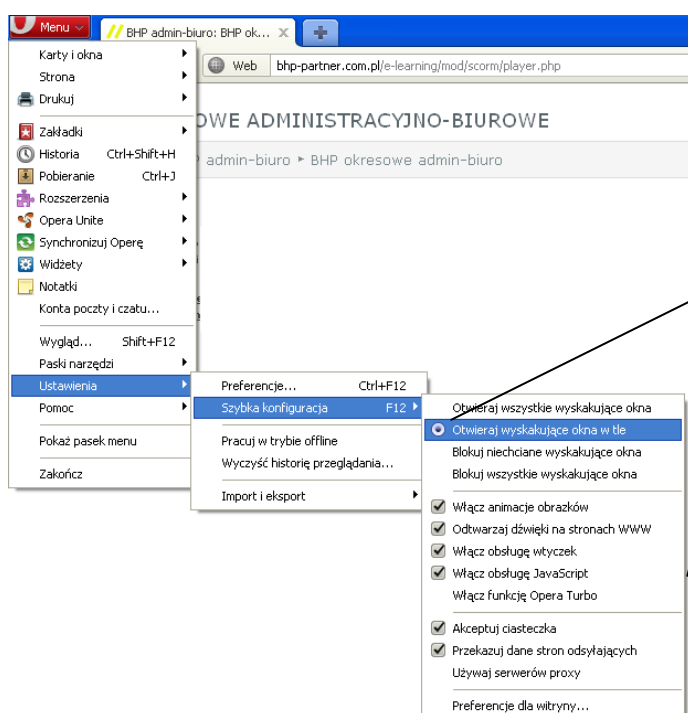 Menu
BHP admin-biuro: BHP ok...
Web bhp-partner.com.pl/e-learning/mod/scorm/player.php
OWE ADMINISTRACYJNO-BIUROWE
admin-biuro ‣ BHP okresowe admin-biuro
Karty i okna
Strona
Drukuj
Zakładki
Historia Ctrl+Shift+H
Pobieranie Ctrl+J
Rozszerzenia
Opera Unite
Synchronizuj Operę
Widżety
Notatki
Konta poczty i czatu...
Wygląd... Shift+F12
Paski narzędzi
Ustawienia
Pomoc
Pokaż pasek menu
Zakończ
Preferencje... Ctrl+F12
Szybka konfiguracja F12
Pracuj w trybie offline
Wyczyść historię przeglądania...
Import i eksport
Otwieraj wszystkie wyskakujące okna
Otwieraj wyskakujące okna w tle
Blokuj niechciane wyskakujące okna
Blokuj wszystkie wyskakujące okna
Włącz animacje obrazków
Odtwarzaj dźwięki na stronach WWW
Włącz obsługę wtyczek
Włącz obsługę JavaScript
Włącz funkcję Opera Turbo
Akceptuj ciasteczka
Przekazuj dane stron odsyłających
Używaj serwerów proxy
Preferencje dla witryny...